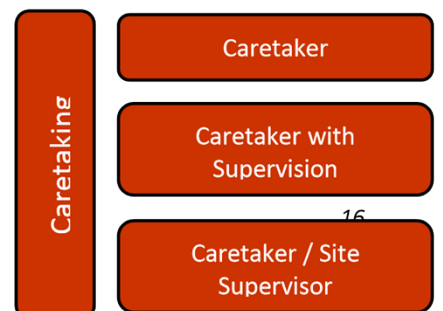 Caretaking
Caretaker
Caretaker with
Supervision
16
Caretaker / Site
Supervisor